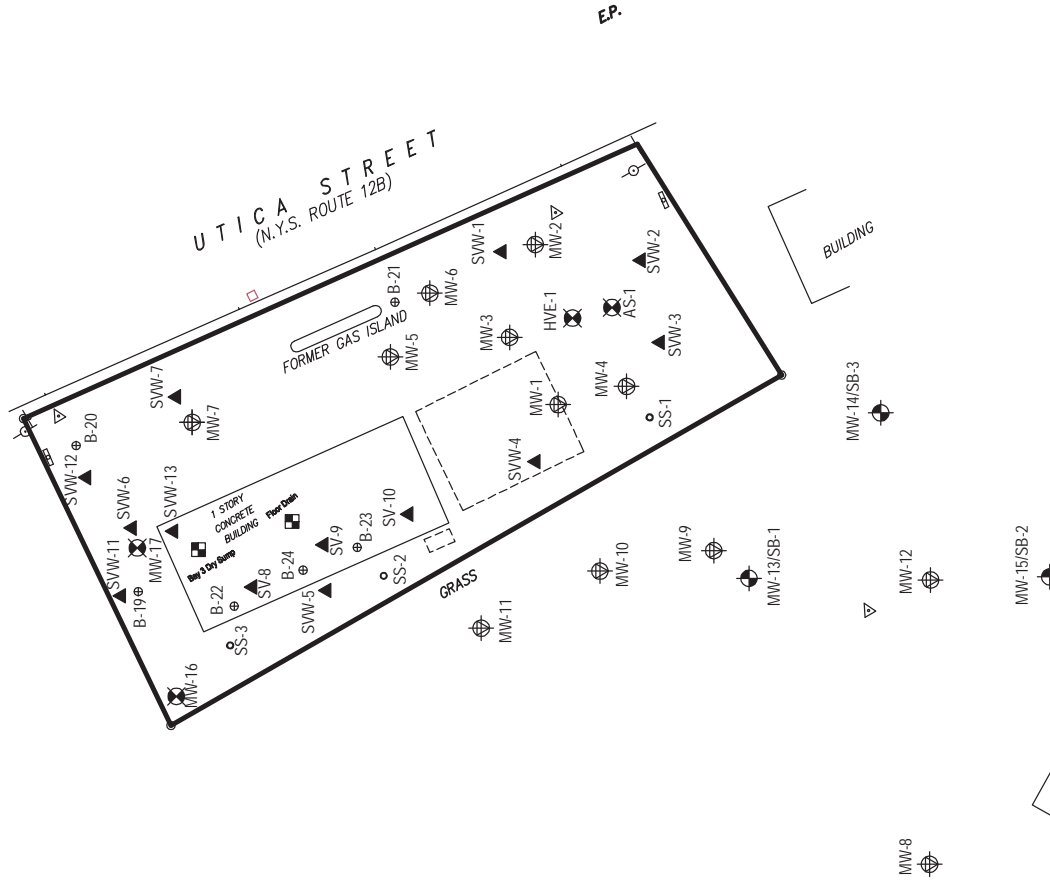 E.P.
UTICA STREET
(N.Y.S. ROUTE 12B)
SVW-1
MW-2
SVW-2
BUILDING
B-21
MW-6
HVE-1
AS-1
MW-3
SVW-3
FORMER GAS ISLAND
MW-5
SVW-7
MW-7
MW-1
MW-4
SS-1
MW-14/SB-3
B-20
SVW-12
SVW-4
SVW-6
SVW-13
1 STORY
CONCRETE
BUILDING
Floor Drain
SV-10
Bay 3 Dry Sump
SVW-11
MW-17
SV-9
B-23
B-24
SV-8
B-22
B-19
SVW-5
SS-2
SS-3
GRASS
MW-16
MW-10
MW-9
MW-13/SB-1
MW-11
MW-12
MW-15/SB-2
MW-8